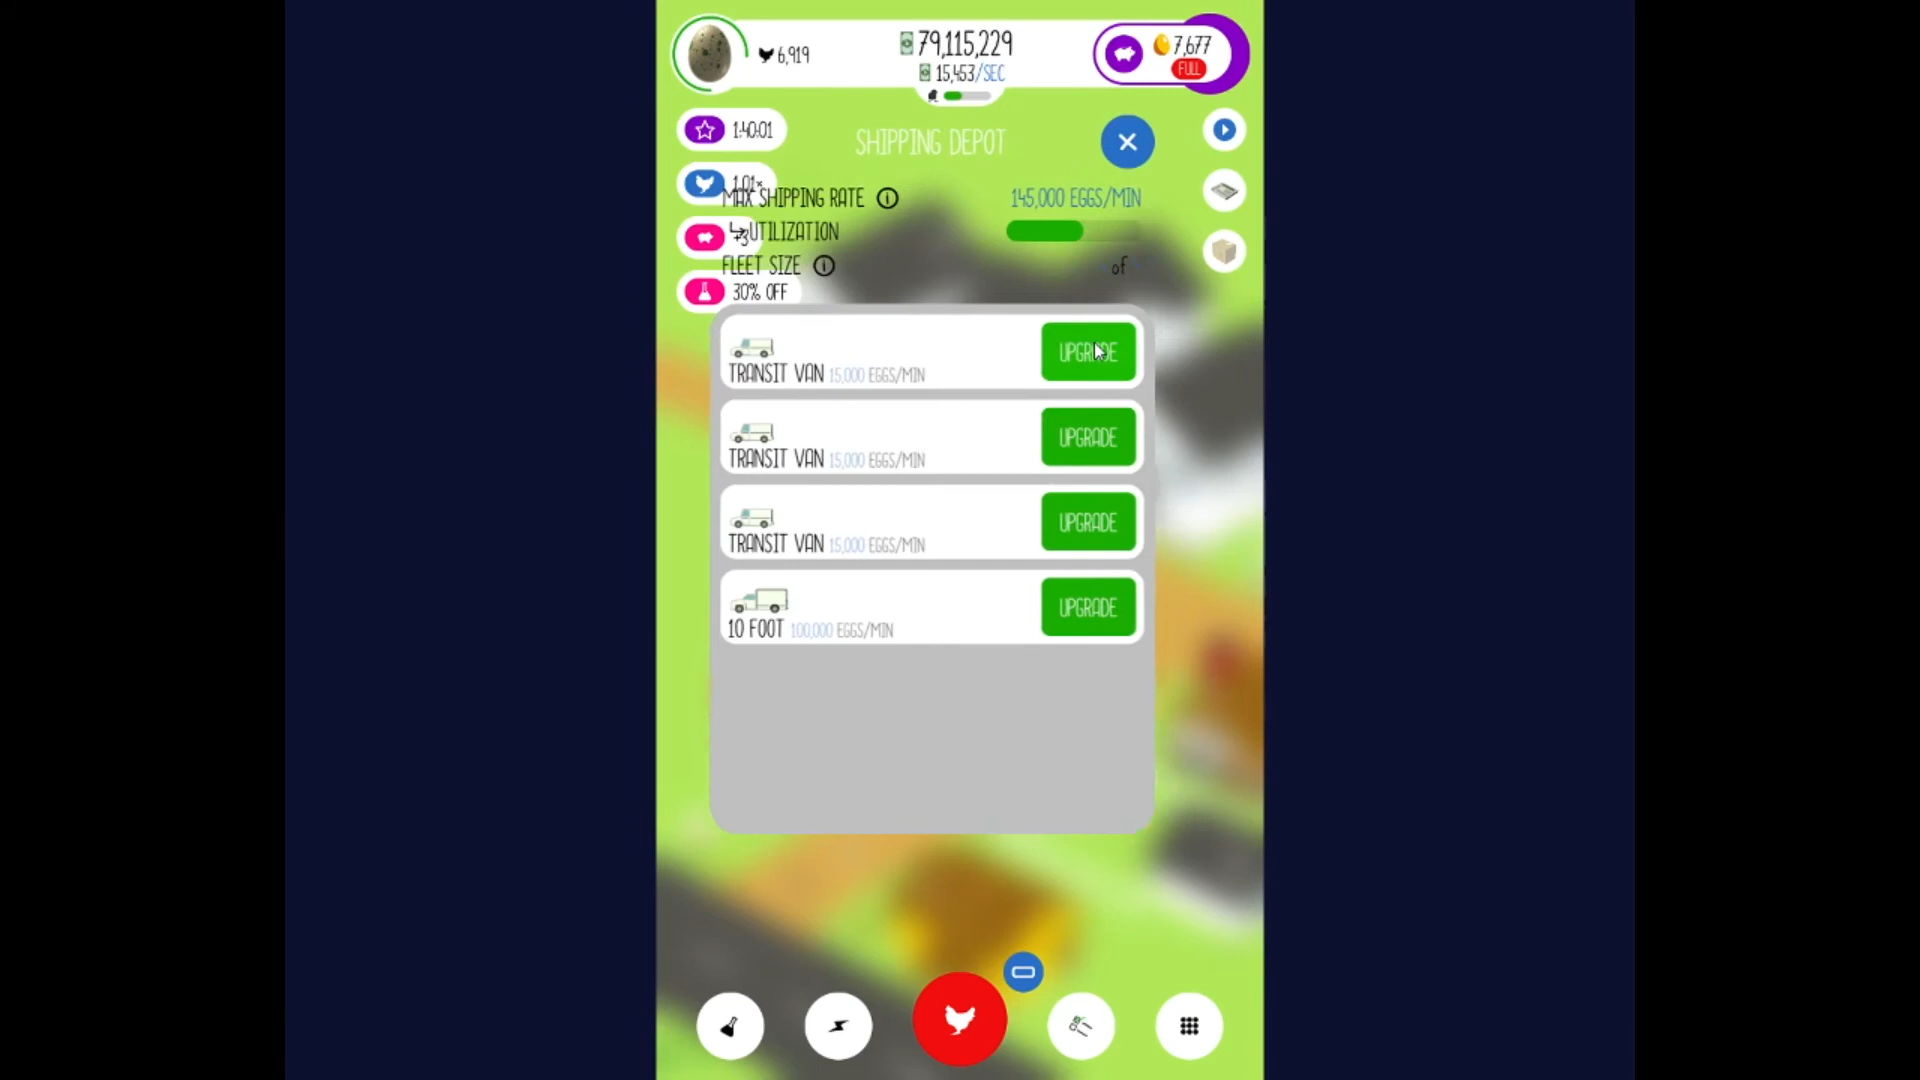 6,919
79,115,229
15,453/SEC
7,677
FULL
1:40:01
SHIPPING DEPOT
1.01×
MAX SHIPPING RATE
145,000 EGGS/MIN
+3
UTILIZATION
FLEET SIZE
of
30% OFF
UPGRADE
TRANSIT VAN 15,000 EGGS/MIN
UPGRADE
TRANSIT VAN 15,000 EGGS/MIN
UPGRADE
TRANSIT VAN 15,000 EGGS/MIN
UPGRADE
10 FOOT 100,000 EGGS/MIN